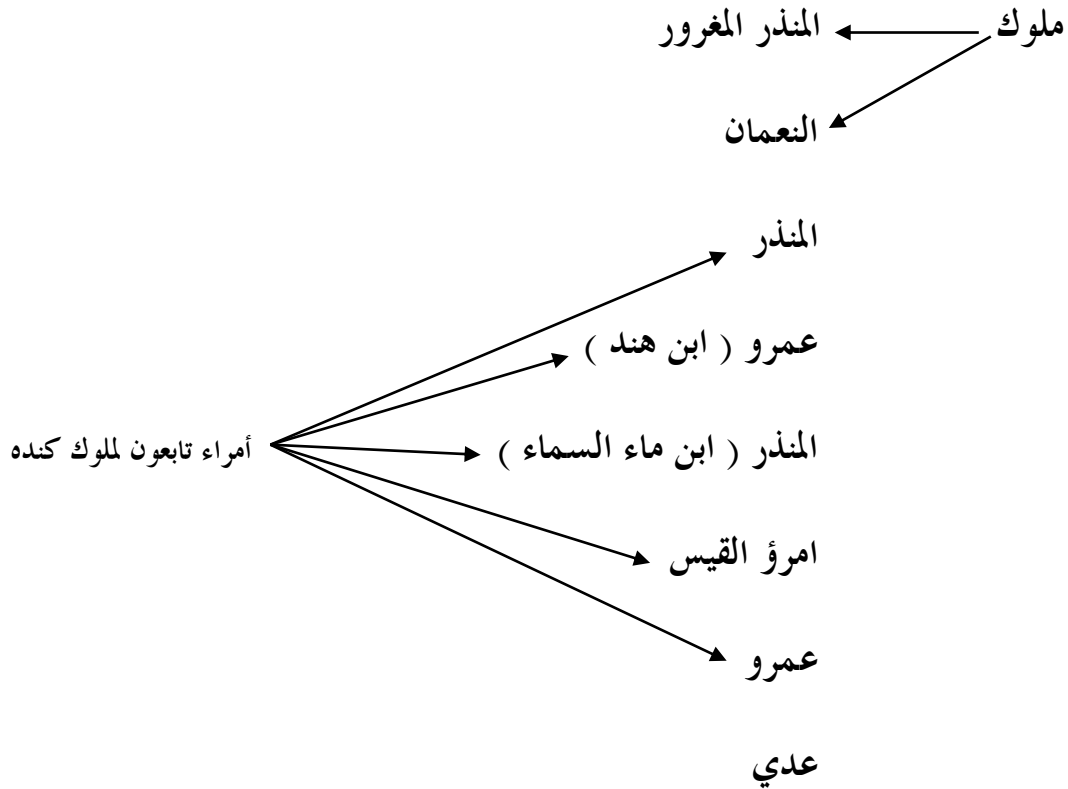 ملوك المنذر المغرور
النعمان
المنذر
عمرو ( ابن هند )
المنذر ( ابن ماء السماء )
أمراء تابعون لملوك كنده
امرؤ القيس
عمرو
عدي